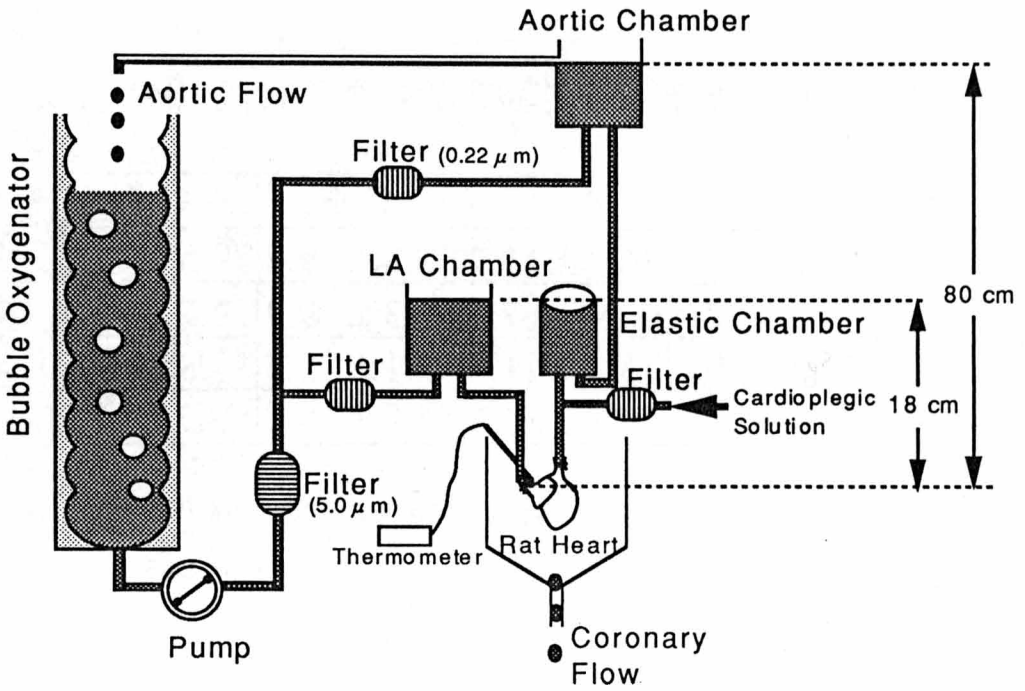 Aortic Chamber
Aortic Flow
Filter (0.22 μm)
Bubble Oxygenator
LA Chamber
80 cm
Elastic Chamber
Filter
Filter
Cardioplegic
Solution
18 cm
Filter
(5.0 μm)
Thermometer
Rat Heart
Pump
Coronary
Flow